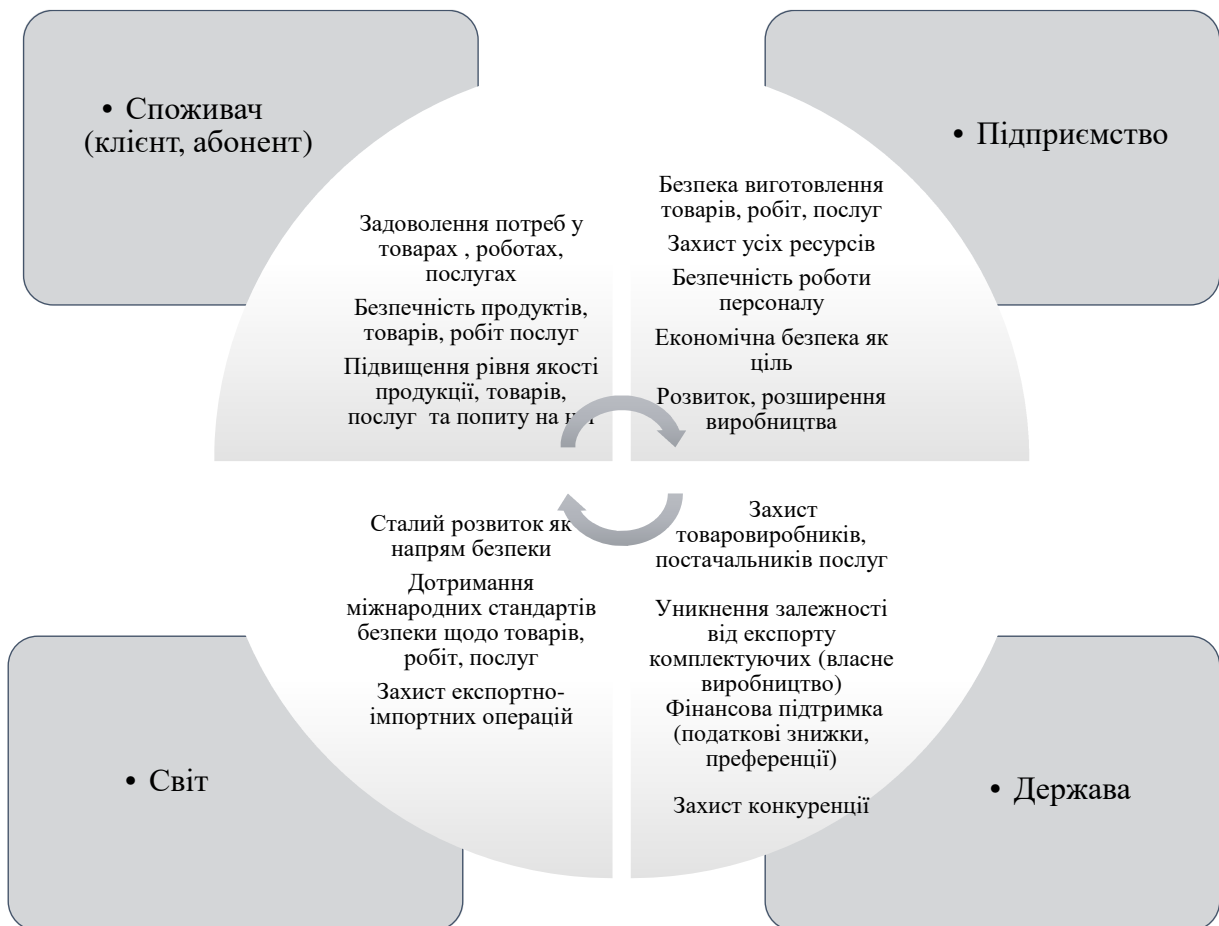 • Споживач
(клієнт, абонент)
• Підприємство
Задоволення потреб у
товарах , роботах,
послугах
Безпечність продуктів,
товарів, робіт послуг
Підвищення рівня якості
продукції, товарів,
послуг та попиту на
Безпека виготовлення
товарів, робіт, послуг
Захист усіх ресурсів
Безпечність роботи
персоналу
Економічна безпека як
ціль
Розвиток, розширення
виробництва
Сталий розвиток як
напрям безпеки
Дотримання
міжнародних стандартів
безпеки щодо товарів,
робіт, послуг
Захист експортно-
імпортних операцій
Захист
товаровиробників,
постачальників послуг
Уникнення залежності
від експорту
комплектуючих (власне
виробництво)
Фінансова підтримка
(податкові знижки,
преференції)
Захист конкуренції
• Світ
• Держава